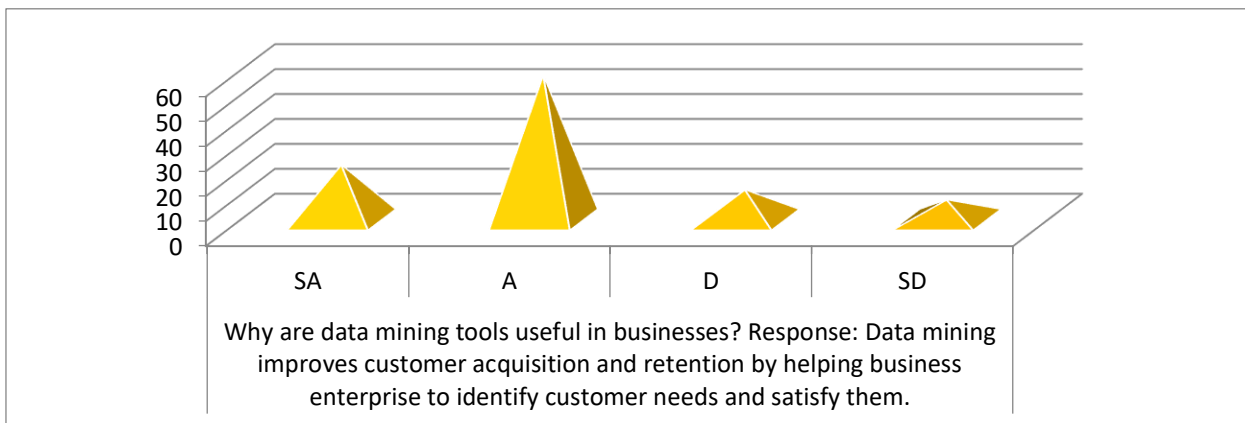 60
50
40
30
20
10
0
SA A D SD
Why are data mining tools useful in businesses? Response: Data mining
improves customer acquisition and retention by helping business
enterprise to identify customer needs and satisfy them.